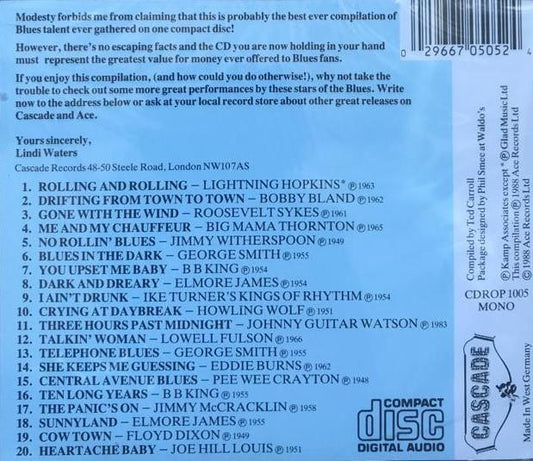 Modesty forbids me from claiming that this is probably the best ever compilation of
Blues talent ever gathered on one compact disc!
However, there's no escaping facts and the CD you are now holding in your hand
must represent the greatest value for money ever offered to Blues fans.
If you enjoy this compilation, (and how could you do otherwise!), why not take the
trouble to check out some more great performances by these stars of the Blues. Write
now to the address below or ask at your local record store about other great releases on
Cascade and Ace.
Yours sincerely,
Lindi Waters
Cascade Records 48-50 Steele Road, London NW107AS
1. ROLLING AND ROLLING – LIGHTNING HOPKINS* ℗ 1963
2. DRIFTING FROM TOWN TO TOWN – BOBBY BLAND ℗ 1962
3. GONE WITH THE WIND – ROOSEVELT SYKES ℗ 1961
4. ME AND MY CHAUFFEUR – BIG MAMA THORNTON ℗ 1965
5. NO ROLLIN' BLUES – JIMMY WITHERSPOON ℗ 1949
6. BLUES IN THE DARK – GEORGE SMITH ℗ 1955
7. YOU UPSET ME BABY – B B KING ℗ 1954
8. DARK AND DREARY – ELMORE JAMES ℗ 1954
9. I AIN'T DRUNK – IKE TURNER'S KINGS OF RHYTHM ℗ 1954
10. CRYING AT DAYBREAK – HOWLING WOLF ℗ 1951
11. THREE HOURS PAST MIDNIGHT – JOHNNY GUITAR WATSON ℗ 1983
12. TALKIN' WOMAN – LOWELL FULSON ℗ 1966
13. TELEPHONE BLUES – GEORGE SMITH ℗ 1955
14. SHE KEEPS ME GUESSING – EDDIE BURNS ℗ 1962
15. CENTRAL AVENUE BLUES – PEE WEE CRAYTON ℗ 1948
16. TEN LONG YEARS – B B KING ℗ 1955
17. THE PANIC'S ON – JIMMY McCRACKLIN ℗ 1955
18. SUNNYLAND – ELMORE JAMES ℗ 1955
19. COW TOWN – FLOYD DIXON ℗ 1949
20. HEARTACHE BABY – JOE HILL LOUIS ℗ 1951
COMPACT
disc
DIGITAL AUDIO
0 29667 05052 4
Compiled by Ted Carroll
Package designed by Phil Smee at Waldo's
℗ Kamp Associates except * ℗ Glad Music Ltd
This compilation ℗ 1988 Ace Records Ltd
© 1988 Ace Records Ltd
CDROP 1005
MONO
CASCADE
Made in West Germany